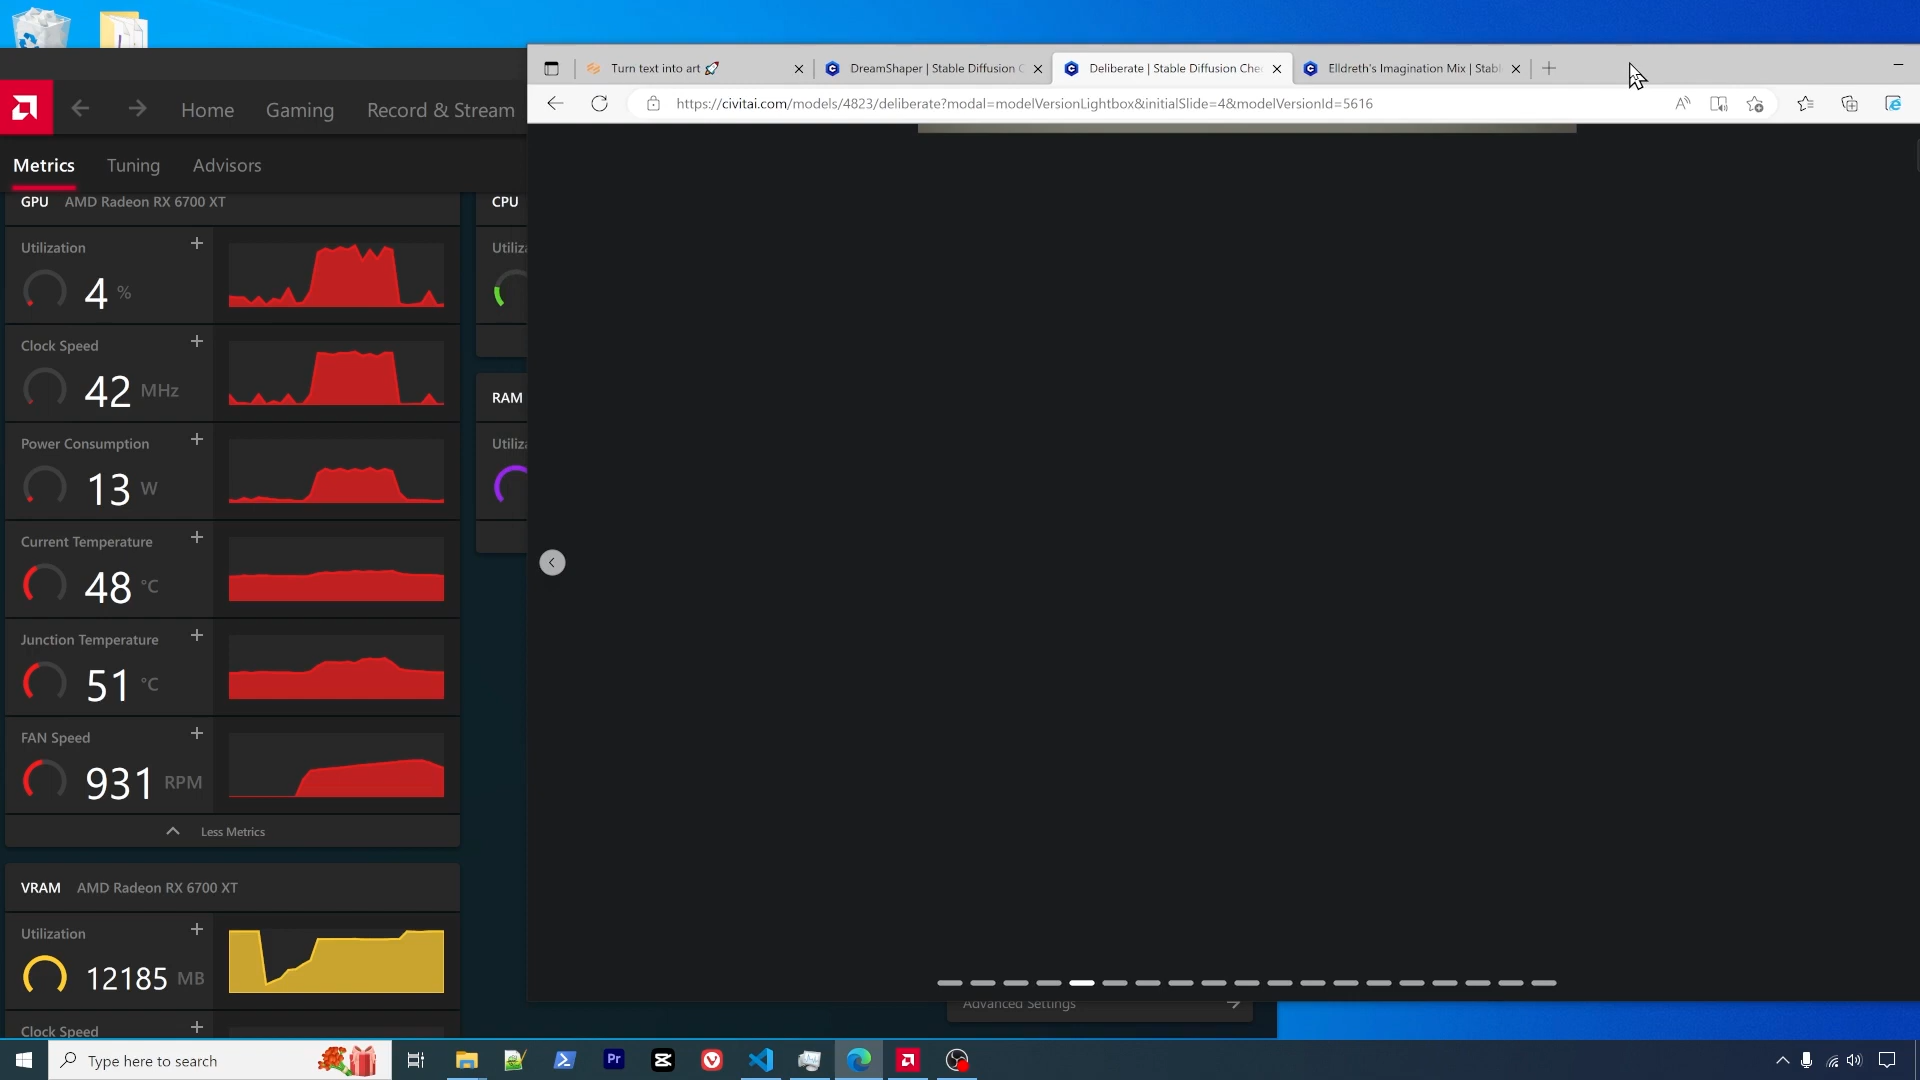 Turn text into art 🚀
DreamShaper | Stable Diffusion C
Deliberate | Stable Diffusion Chec
Elldreth's Imagination Mix | Stabl
https://civitai.com/models/4823/deliberate?modal=modelVersionLightbox&initialSlide=4&modelVersionId=5616
Home
Gaming
Record & Stream
Metrics
Tuning
Advisors
GPU AMD Radeon RX 6700 XT
Utilization
4 %
Clock Speed
42 MHz
Power Consumption
13 W
Current Temperature
48 °C
Junction Temperature
51 °C
FAN Speed
931 RPM
Less Metrics
VRAM AMD Radeon RX 6700 XT
Utilization
12185 MB
Clock Speed
CPU
Utiliz
RAM
Utiliz
Advanced Settings
Type here to search
Pr